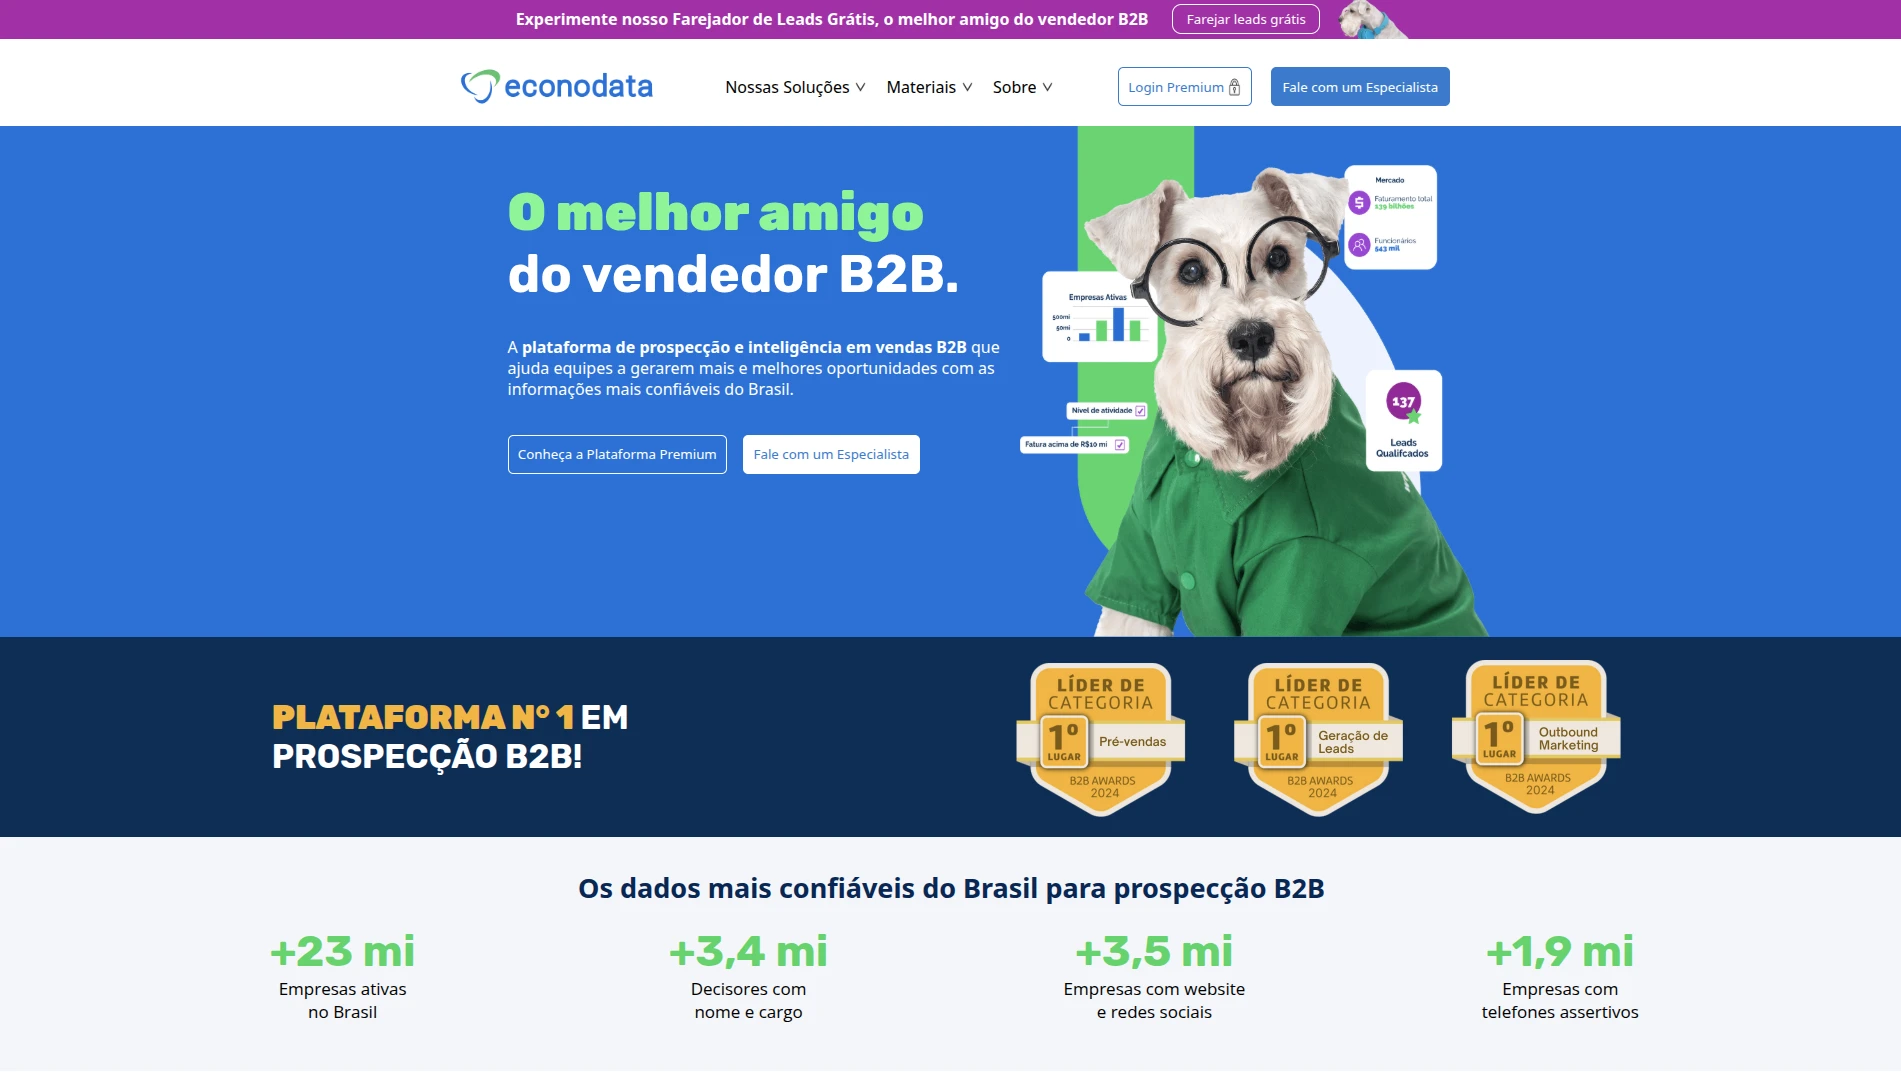 Experimente nosso Farejador de Leads Grátis, o melhor amigo do vendedor B2B
Farejar leads grátis
econodata
Nossas Soluções
Materiais
Sobre
Login Premium
Fale com um Especialista
O melhor amigo
do vendedor B2B.
A plataforma de prospecção e inteligência em vendas B2B que
ajuda equipes a gerarem mais e melhores oportunidades com as
informações mais confiáveis do Brasil.
Conheça a Plataforma Premium
Fale com um Especialista
Mercado
Faturamento total
139 bilhões
Funcionários
543 mil
Empresas Ativas
500mi
50mi
0
Nível de atividade
Fatura acima de R$10 mi
137
Leads
Qualifcados
PLATAFORMA N° 1 EM
PROSPECÇÃO B2B!
LÍDER DE
CATEGORIA
1º
LUGAR
Pré-vendas
B2B AWARDS
2024
LÍDER DE
CATEGORIA
1º
LUGAR
Geração de
Leads
B2B AWARDS
2024
LÍDER DE
CATEGORIA
1º
LUGAR
Outbound
Marketing
B2B AWARDS
2024
Os dados mais confiáveis do Brasil para prospecção B2B
+23 mi
Empresas ativas
no Brasil
+3,4 mi
Decisores com
nome e cargo
+3,5 mi
Empresas com website
e redes sociais
+1,9 mi
Empresas com
telefones assertivos